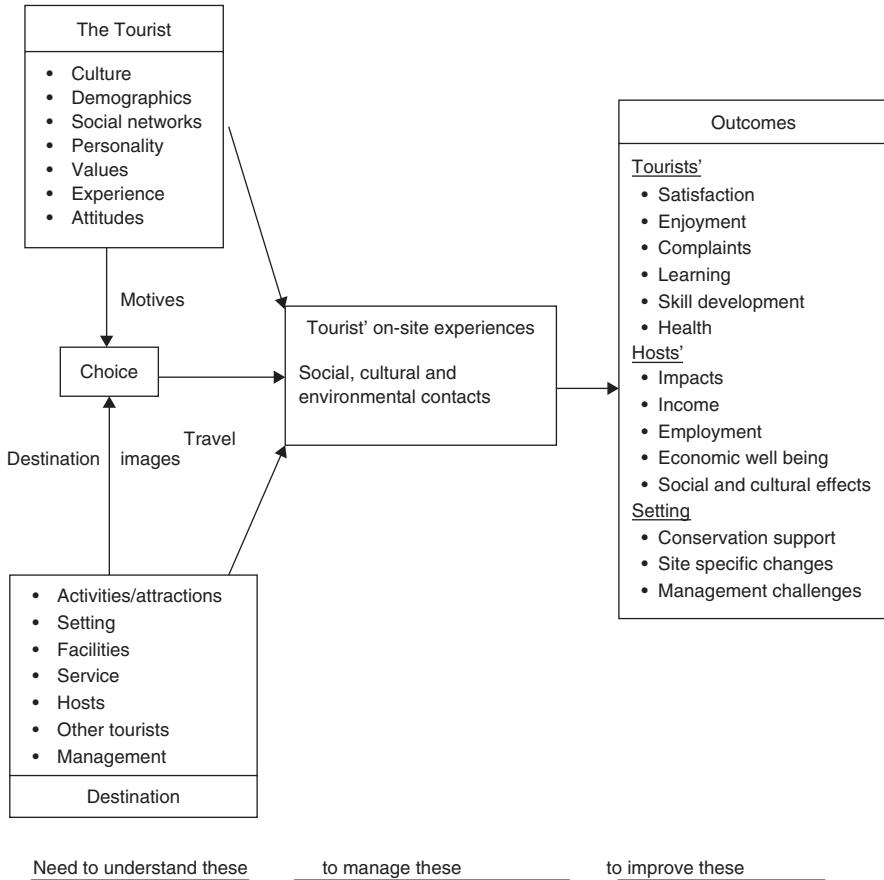 The Tourist
• Culture
• Demographics
• Social networks
• Personality
• Values
• Experience
• Attitudes
Motives
Choice
Travel
Destination images
• Activities/attractions
• Setting
• Facilities
• Service
• Hosts
• Other tourists
• Management
Destination
Tourist' on-site experiences
Social, cultural and
environmental contacts
Outcomes
Tourists'
• Satisfaction
• Enjoyment
• Complaints
• Learning
• Skill development
• Health
Hosts'
• Impacts
• Income
• Employment
• Economic well being
• Social and cultural effects
Setting
• Conservation support
• Site specific changes
• Management challenges
Need to understand these to manage these to improve these